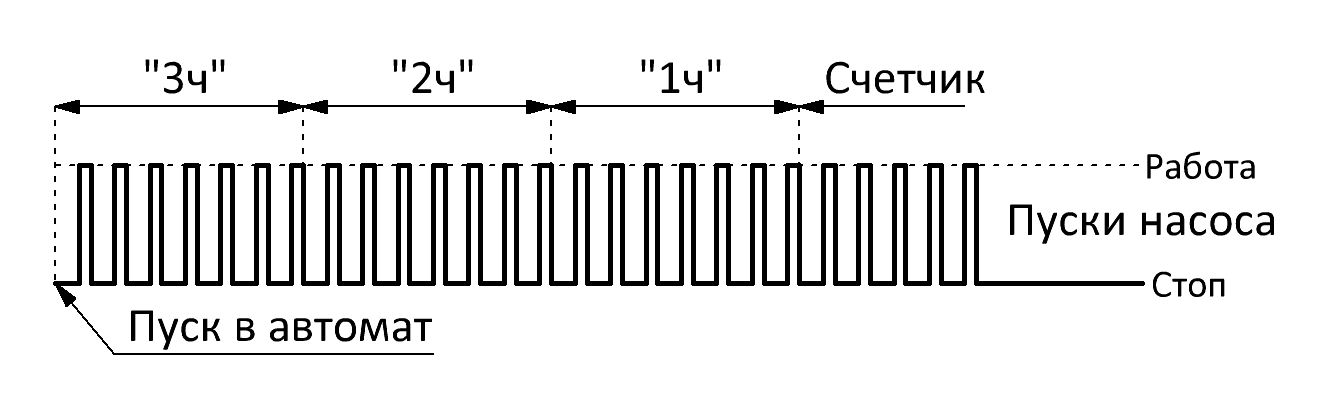 "3ч" "2ч" "1ч" Счетчик
Работа
Пуски насоса
Стоп
Пуск в автомат